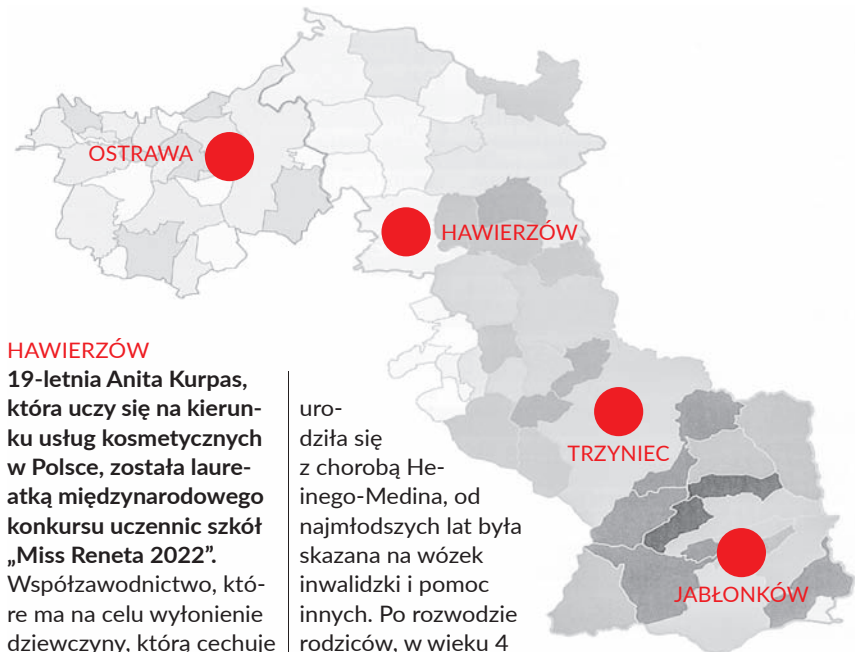 OSTRAWA
HAWIERZÓW
TRZYNIEC
JABŁONKÓW
HAWIERZÓW
19-letnia Anita Kurpas,
która uczy się na kierun-
ku usług kosmetycznych
w Polsce, została laure-
atką międzynarodowego
konkursu uczennic szkół
„Miss Reneta 2022”.
Współzawodnictwo, któ-
re ma na celu wyłonienie
dziewczyny, którą cechuje
uro-
dziła się
z chorobą He-
inego-Medina, od
najmłodszych lat była
skazana na wózek
inwalidzki i pomoc
innych. Po rozwodzie
rodziców, w wieku 4